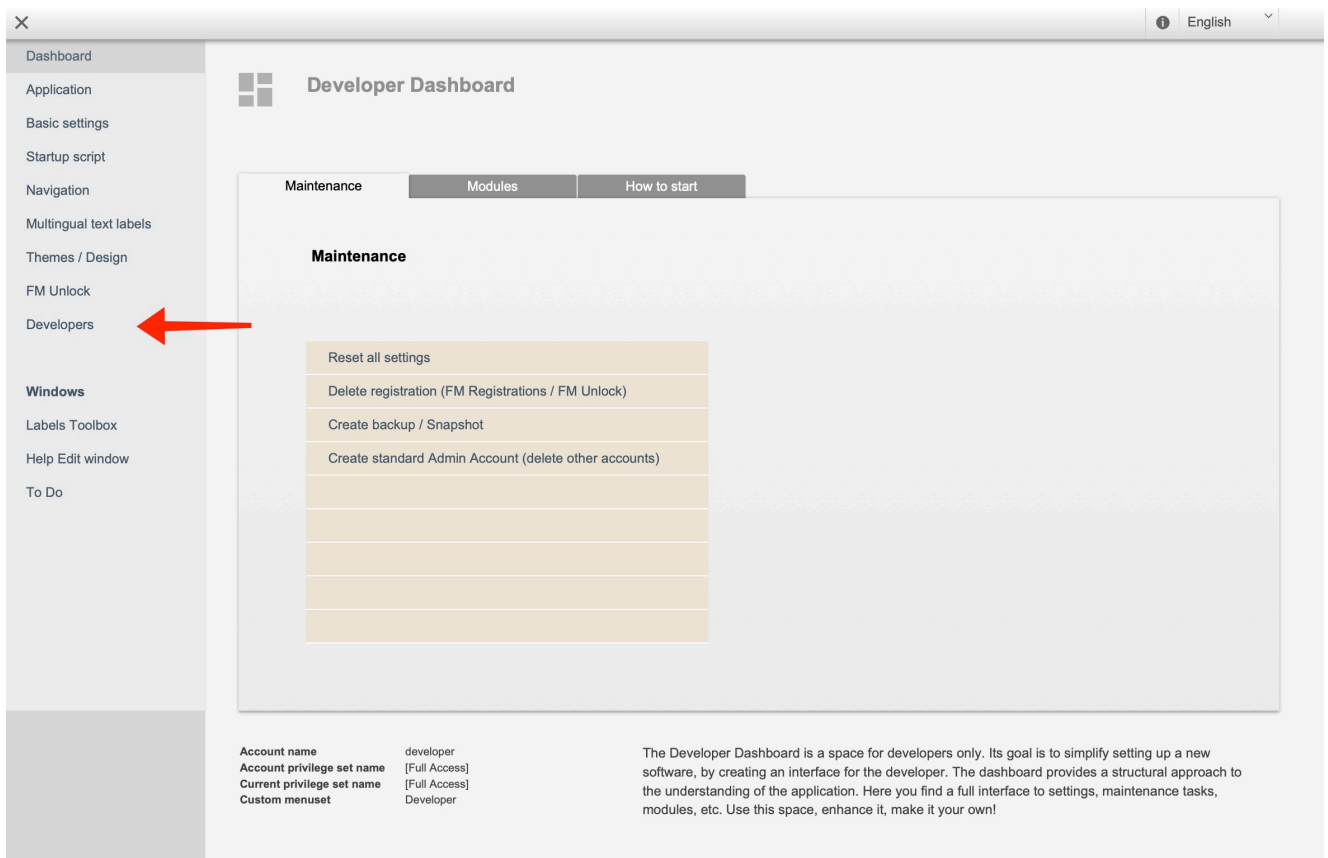 English
Dashboard
Application
Basic settings
Startup script
Navigation
Multingual text labels
Themes / Design
FM Unlock
Developers
Windows
Labels Toolbox
Help Edit window
To Do
Developer Dashboard
Maintenance
Modules
How to start
Maintenance
Reset all settings
Delete registration (FM Registrations / FM Unlock)
Create backup / Snapshot
Create standard Admin Account (delete other accounts)
Account name developer
Account privilege set name [Full Access]
Current privilege set name [Full Access]
Custom menuset Developer
The Developer Dashboard is a space for developers only. Its goal is to simplify setting up a new
software, by creating an interface for the developer. The dashboard provides a structural approach to
the understanding of the application. Here you find a full interface to settings, maintenance tasks,
modules, etc. Use this space, enhance it, make it your own!